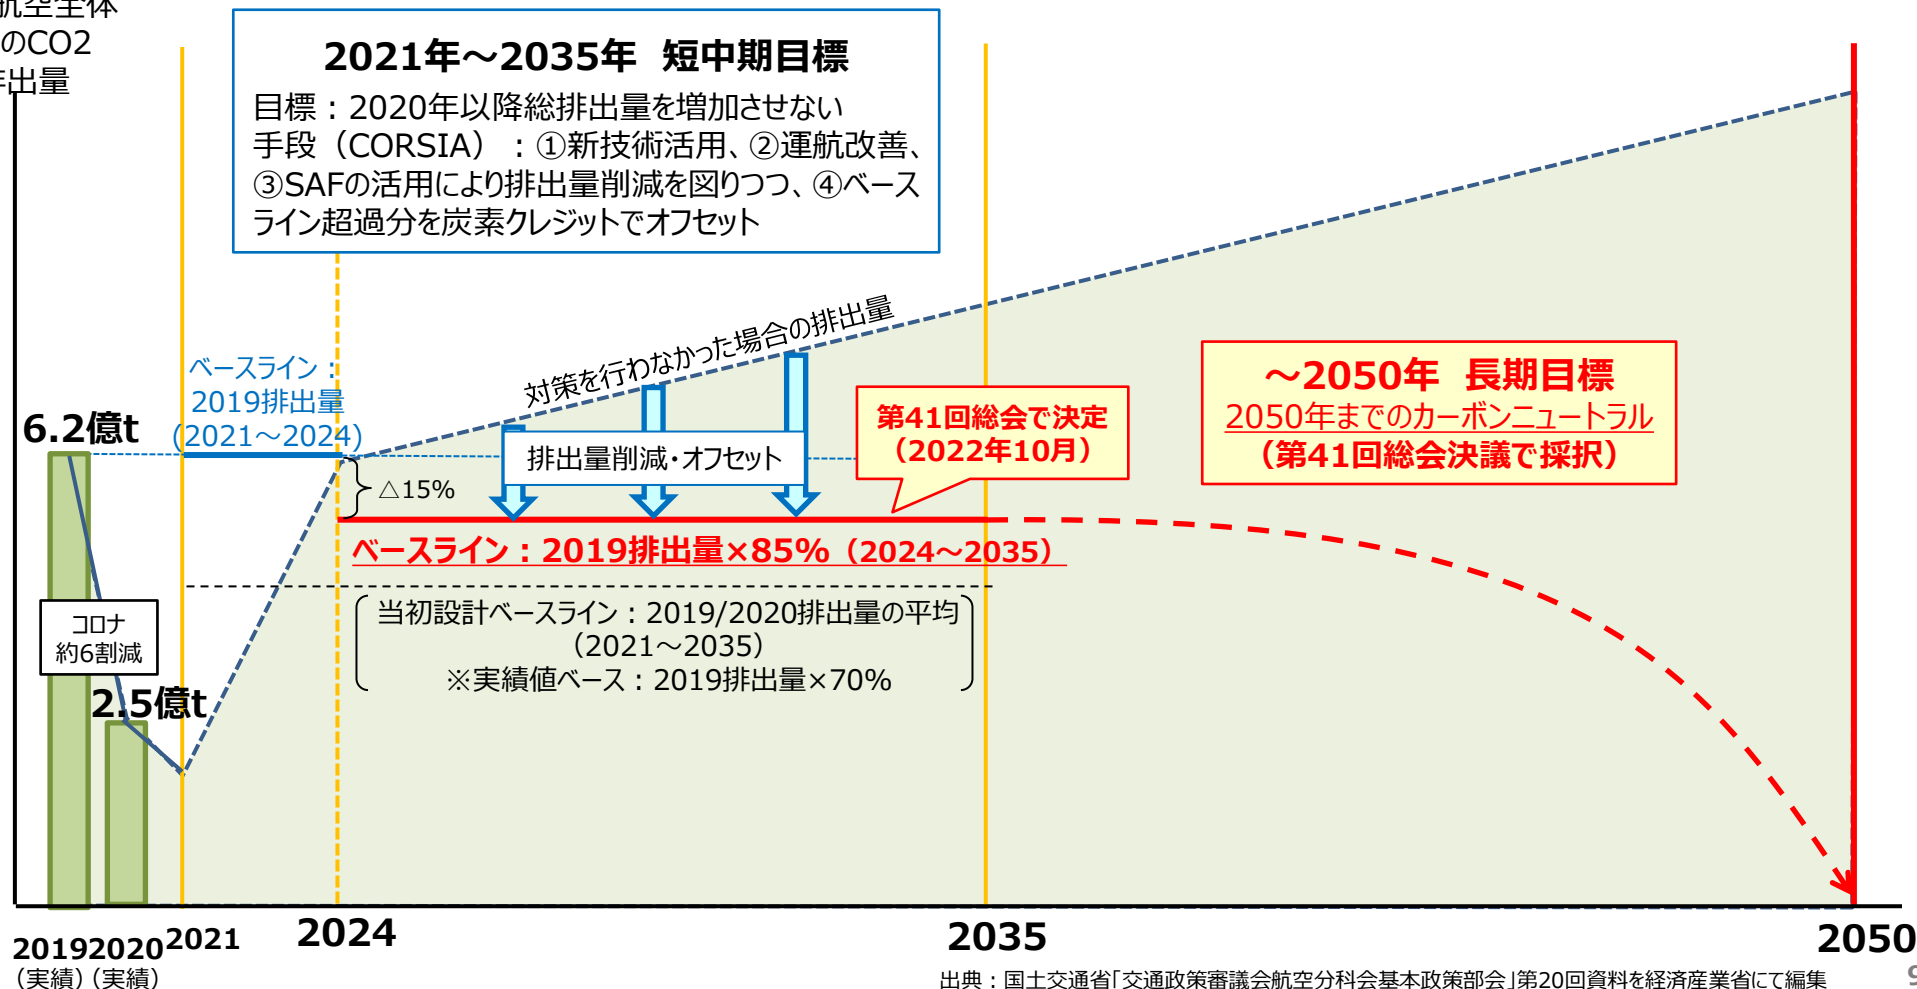 航空全体
のCO2
排出量
2021年～2035年 短中期目標
目標：2020年以降総排出量を増加させない
手段（CORSIA）：①新技術活用、②運航改善、
③SAFの活用により排出量削減を図りつつ、④ベース
ライン超過分を炭素クレジットでオフセット
対策を行わなかった場合の排出量
ベースライン：
2019排出量
(2021～2024)
6.2億t
排出量削減・オフセット
△15%
第41回総会で決定
（2022年10月）
～2050年 長期目標
2050年までのカーボンニュートラル
（第41回総会決議で採択）
ベースライン：2019排出量×85%（2024～2035）
当初設計ベースライン：2019/2020排出量の平均
（2021～2035）
※実績値ベース：2019排出量×70%
コロナ
約6割減
2.5億t
2019
（実績）
2020
（実績）
2021
2024
2035
2050
出典：国土交通省「交通政策審議会航空分科会基本政策部会」第20回資料を経済産業省にて編集
9